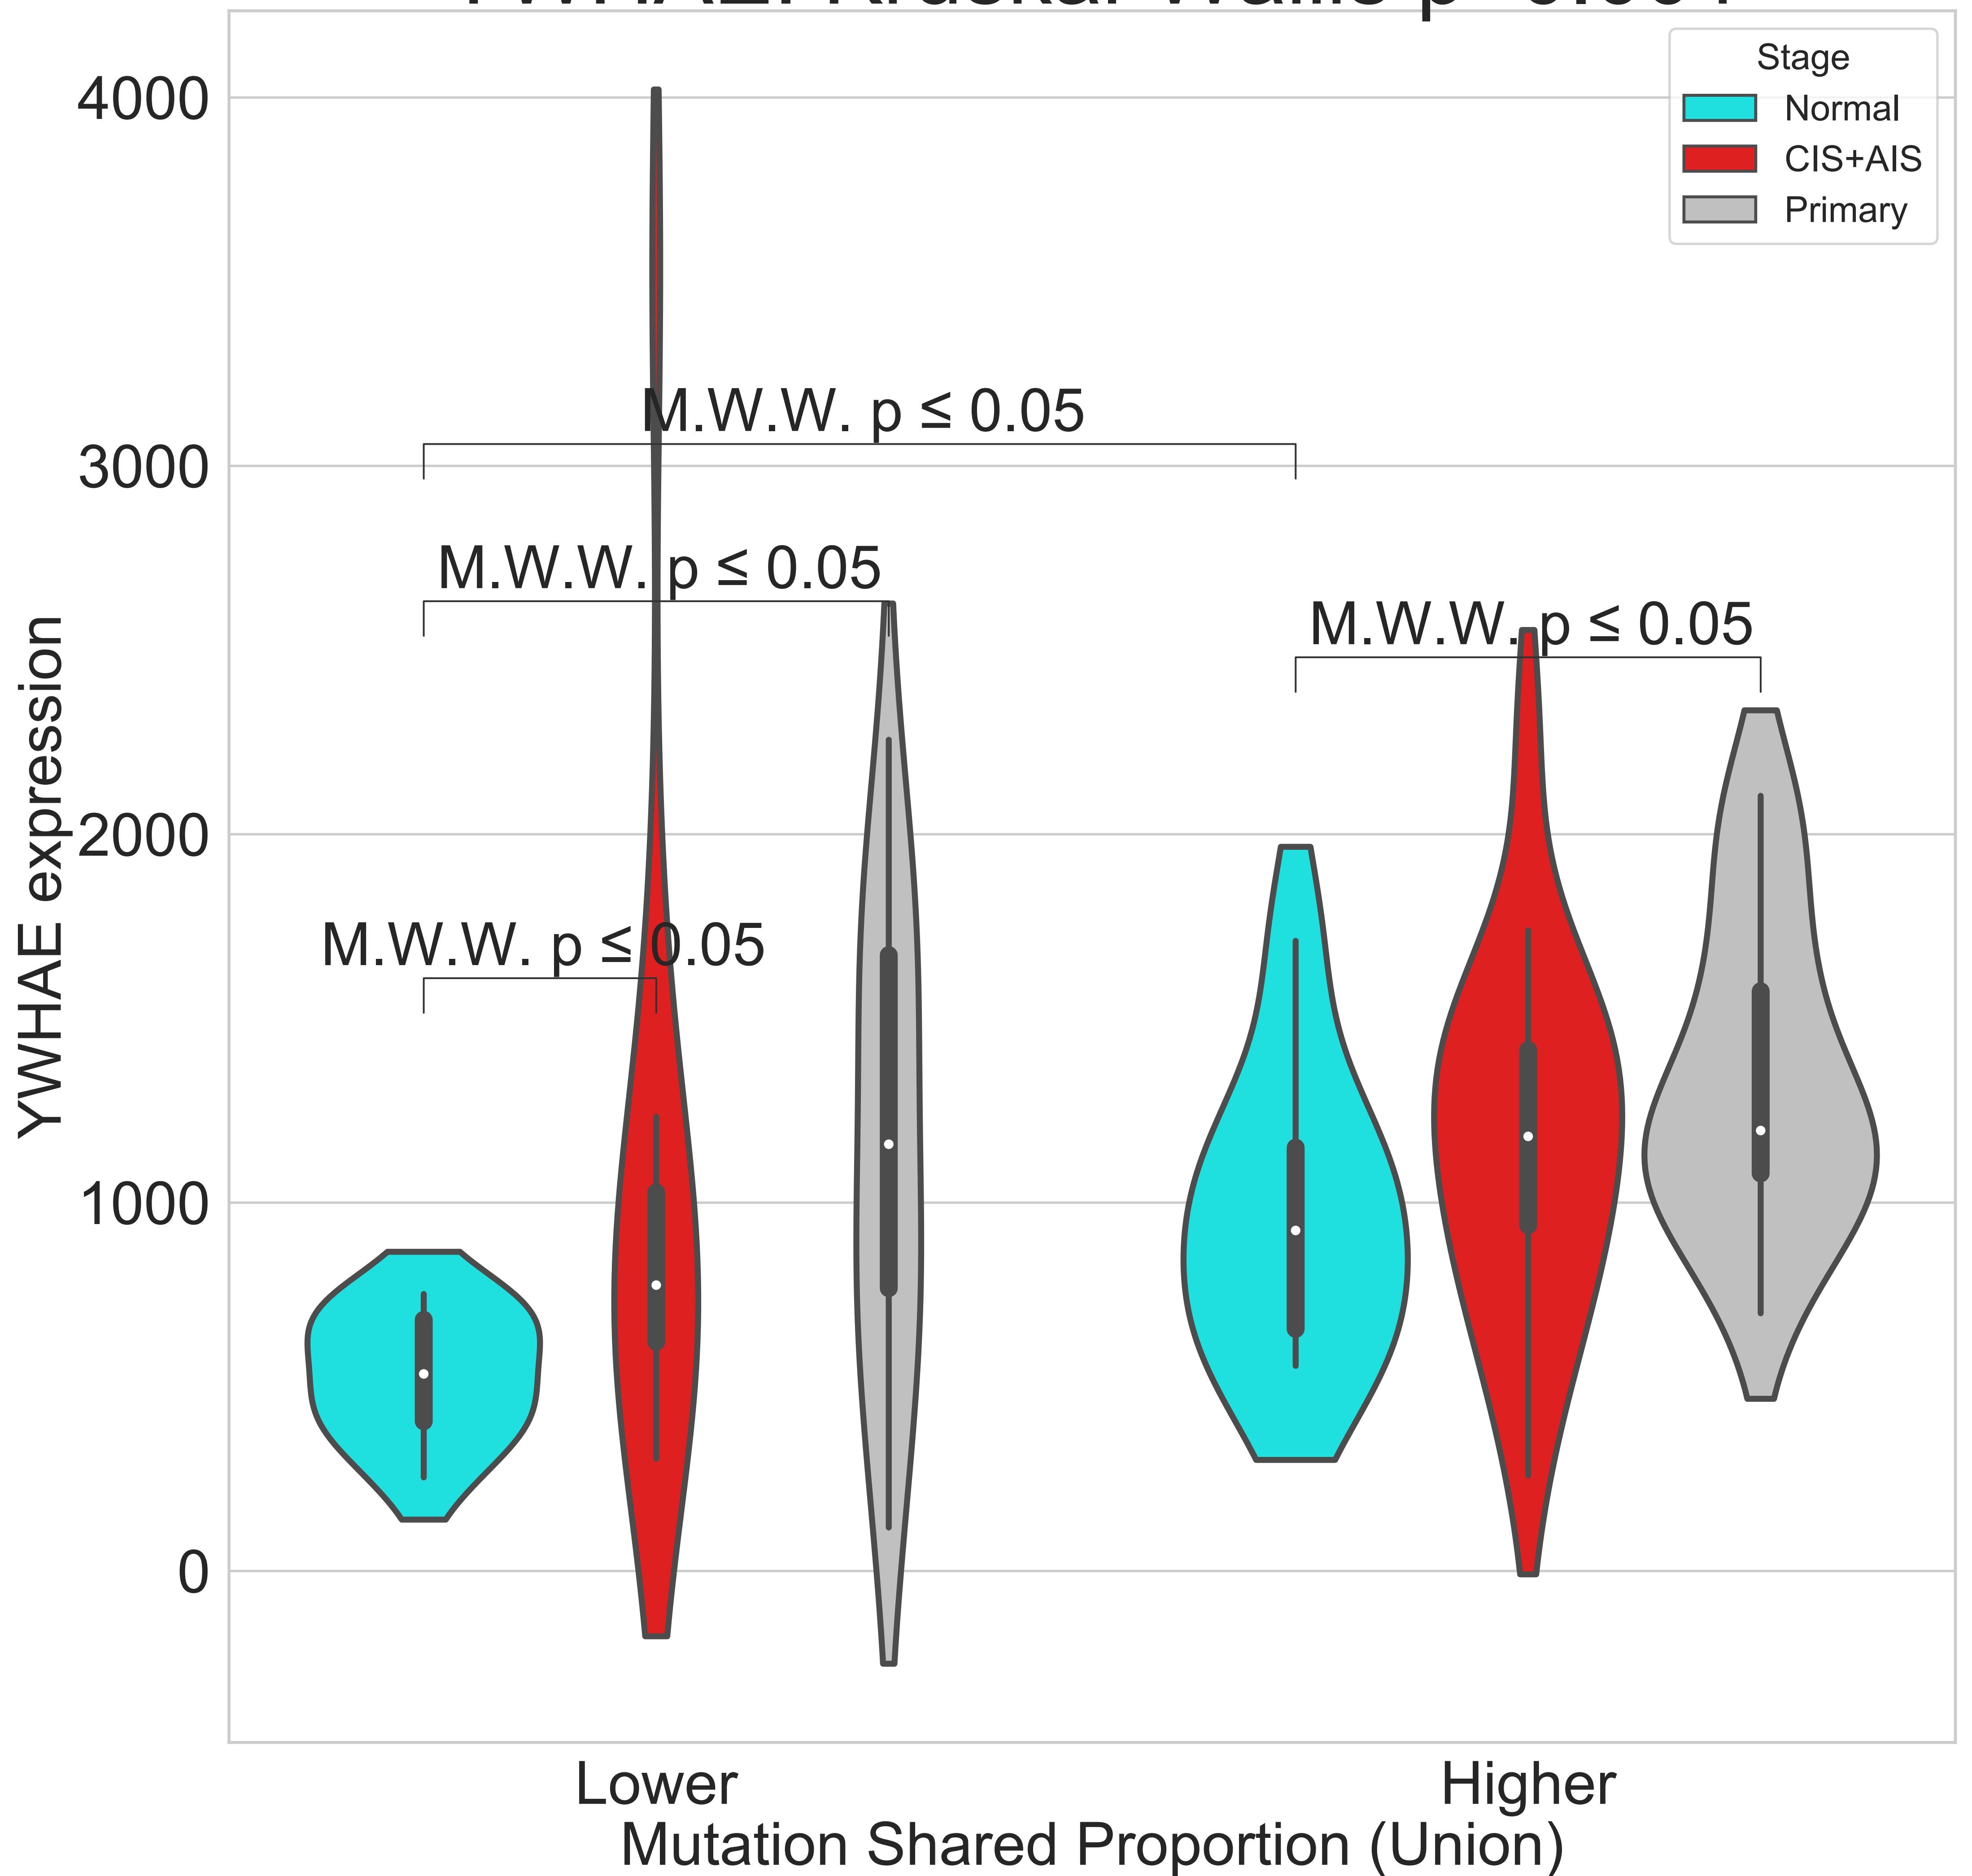 Stage
Normal
CIS+AIS
Primary
4000
3000
2000
1000
0
YWHAE expression
M.W.W. p ≤ 0.05
M.W.W. p ≤ 0.05
M.W.W. p ≤ 0.05
M.W.W. p ≤ 0.05
Lower
Higher
Mutation Shared Proportion (Union)